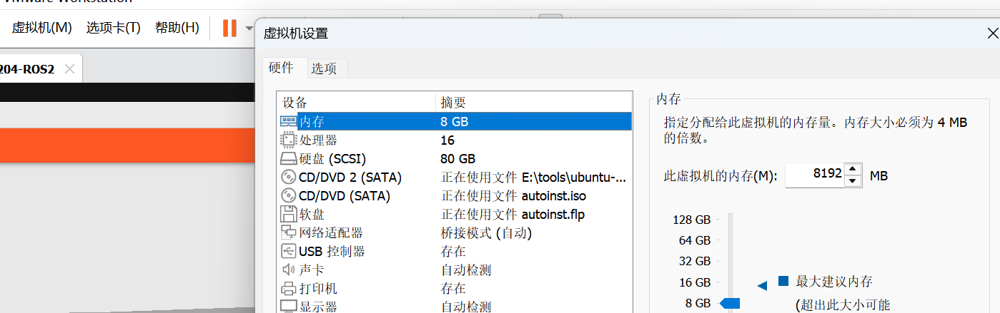 VMware Workstation
虚拟机(M) 选项卡(T) 帮助(H)
虚拟机设置
204-ROS2
硬件 选项
设备 摘要
内存 8 GB
处理器 16
硬盘 (SCSI) 80 GB
CD/DVD 2 (SATA) 正在使用文件 E:\tools\ubuntu-...
CD/DVD (SATA) 正在使用文件 autoinst.iso
软盘 正在使用文件 autoinst.flp
网络适配器 桥接模式 (自动)
USB 控制器 存在
声卡 自动检测
打印机 存在
显示器 自动检测
内存
指定分配给此虚拟机的内存量。内存大小必须为 4 MB
的倍数。
此虚拟机的内存(M): 8192 MB
128 GB
64 GB
32 GB
16 GB
8 GB
最大建议内存
(超出此大小可能